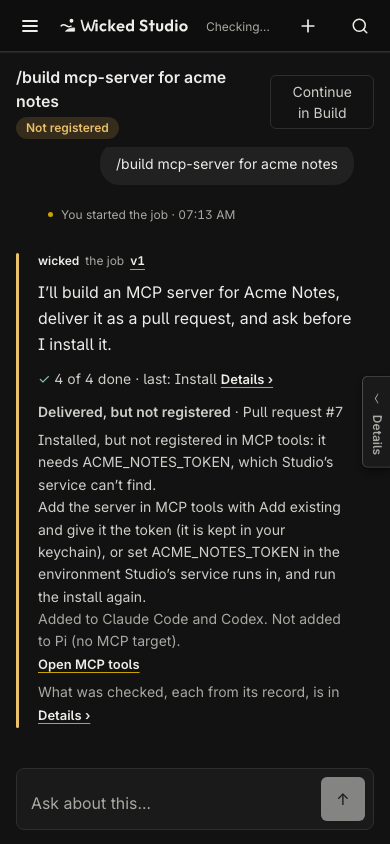 Wicked Studio
Checking...
/build mcp-server for acme
notes
Not registered
Continue
in Build
/build mcp-server for acme notes
You started the job · 07:13 AM
wicked the job v1
I’ll build an MCP server for Acme Notes,
deliver it as a pull request, and ask before
I install it.
✓ 4 of 4 done · last: Install Details ›
Delivered, but not registered · Pull request #7
Installed, but not registered in MCP tools: it
needs ACME_NOTES_TOKEN, which Studio’s
service can’t find.
Add the server in MCP tools with Add existing
and give it the token (it is kept in your
keychain), or set ACME_NOTES_TOKEN in the
environment Studio’s service runs in, and run
the install again.
Added to Claude Code and Codex. Not added
to Pi (no MCP target).
Open MCP tools
What was checked, each from its record, is in
Details ›
Details
Ask about this...